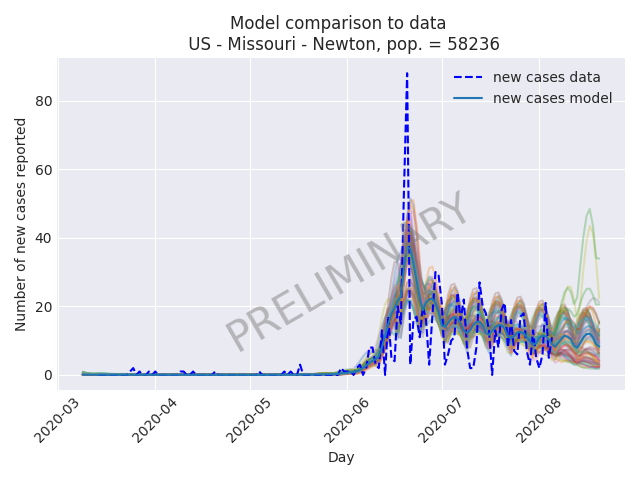 Model comparison to data
US - Missouri - Newton, pop. = 58236
new cases data
new cases model
PRELIMINARY
Number of new cases reported
80
60
40
20
0
2020-03
2020-04
2020-05
2020-06
2020-07
2020-08
Day